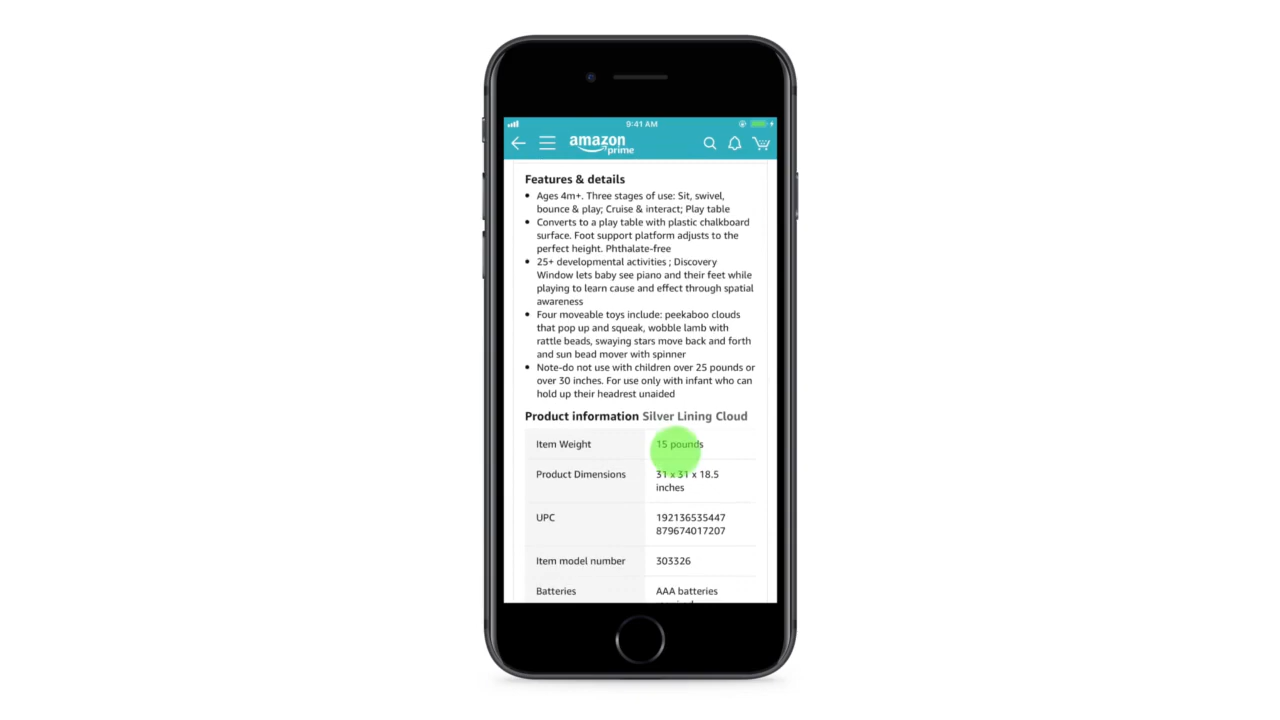 9:41 AM
amazon
prime
Features & details
Ages 4m+. Three stages of use: Sit, swivel,
bounce & play; Cruise & interact; Play table
Converts to a play table with plastic chalkboard
surface. Foot support platform adjusts to the
perfect height. Phthalate-free
25+ developmental activities ; Discovery
Window lets baby see piano and their feet while
playing to learn cause and effect through spatial
awareness
Four moveable toys include: peekaboo clouds
that pop up and squeak, wobble lamb with
rattle beads, swaying stars move back and forth
and sun bead mover with spinner
Note-do not use with children over 25 pounds or
over 30 inches. For use only with infant who can
hold up their headrest unaided
Product information Silver Lining Cloud
Item Weight 15 pounds
Product Dimensions 31 x 31 x 18.5
inches
UPC 192136535447
879674017207
Item model number 303326
Batteries AAA batteries